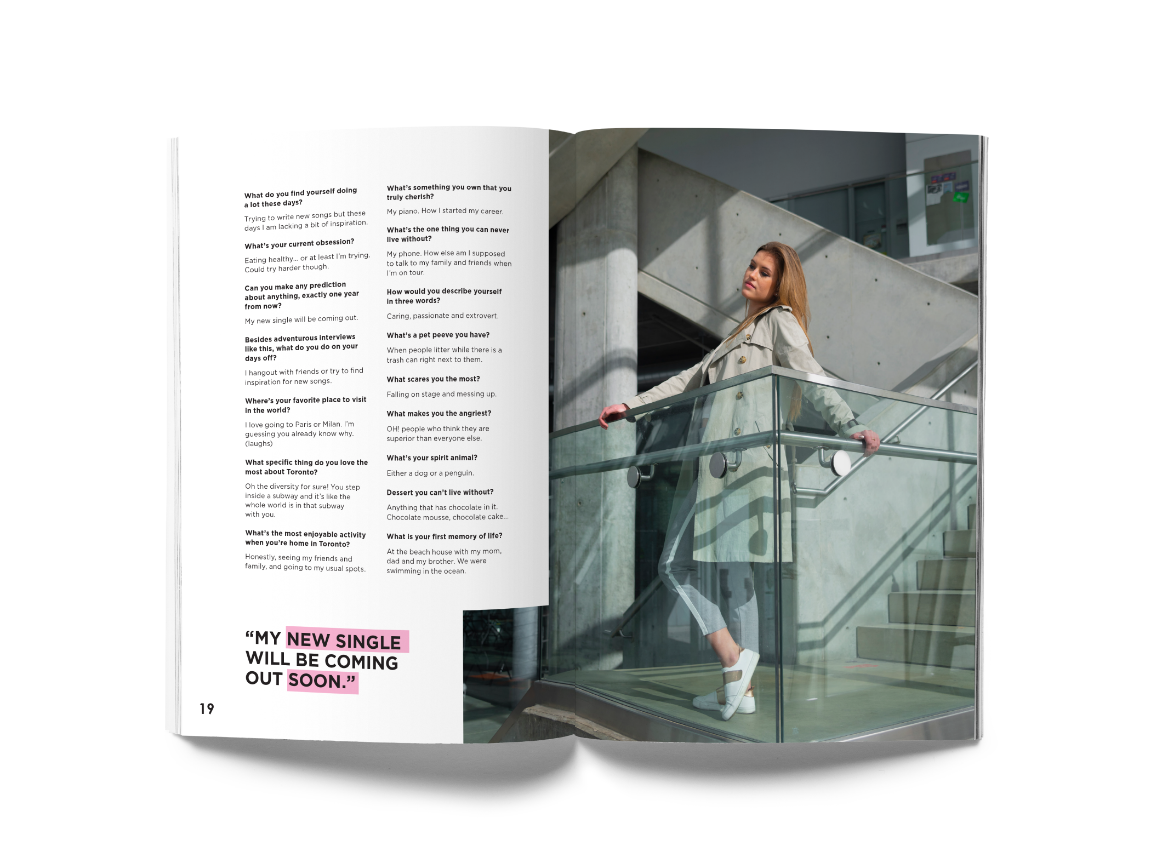 What do you find yourself doing
a lot these days?
Trying to write new songs but these
days I am lacking a bit of inspiration.
What's your current obsession?
Eating healthy... or at least I'm trying.
Could try harder though.
Can you make any prediction
about anything, exactly one year
from now?
My new single will be coming out.
Besides adventurous interviews
like this, what do you do on your
days off?
I hangout with friends or try to find
inspiration for new songs.
Where's your favorite place to visit
in the world?
I love going to Paris or Milan. I'm
guessing you already know why.
(laughs)
What specific thing do you love the
most about Toronto?
Oh the diversity for sure! You step
inside a subway and it's like the
whole world is in that subway
with you.
What's the most enjoyable activity
when you're home in Toronto?
Honestly, seeing my friends and
family, and going to my usual spots.
What's something you own that you
truly cherish?
My piano. How I started my career.
What's the one thing you can never
live without?
My phone. How else am I supposed
to talk to my family and friends when
I'm on tour.
How would you describe yourself
in three words?
Caring, passionate and extrovert.
What's a pet peeve you have?
When people litter while there is a
trash can right next to them.
What scares you the most?
Falling on stage and messing up.
What makes you the angriest?
OH! people who think they are
superior than everyone else.
What's your spirit animal?
Either a dog or a penguin.
Dessert you can't live without?
Anything that has chocolate in it.
Chocolate mousse, chocolate cake...
What is your first memory of life?
At the beach house with my mom,
dad and my brother. We were
swimming in the ocean.
“MY NEW SINGLE
WILL BE COMING
OUT SOON.”
19